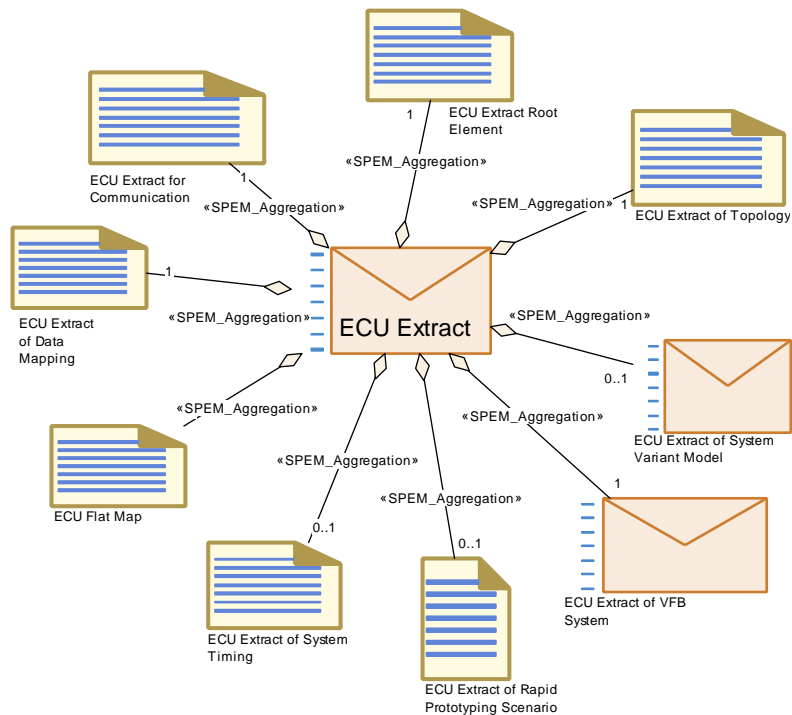 ECU Extract Root
Element
1
«SPEM_Aggregation»
ECU Extract for
Communication
1
«SPEM_Aggregation»
ECU Extract of Topology
1
«SPEM_Aggregation»
ECU Extract
of Data
Mapping
1
«SPEM_Aggregation»
ECU Extract
«SPEM_Aggregation»
0..1
ECU Extract of System
Variant Model
«SPEM_Aggregation»
ECU Flat Map
«SPEM_Aggregation»
1
ECU Extract of VFB
System
«SPEM_Aggregation»
0..1
ECU Extract of System
Timing
«SPEM_Aggregation»
0..1
ECU Extract of Rapid
Prototyping Scenario